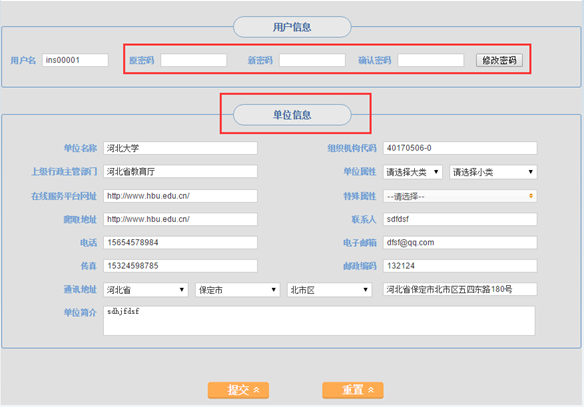 用户信息
用户名 ins00001 原密码 新密码 确认密码 修改密码
单位信息
单位名称 河北大学 组织机构代码 40170506-0
上级行政主管部门 河北省教育厅 单位属性 请选择大类 请选择小类
在线服务平台网址 http://www.hbu.edu.cn/ 特殊属性 --请选择--
爬取地址 http://www.hbu.edu.cn/ 联系人 sdfdsf
电话 15654578984 电子邮箱 dfsf@qq.com
传真 15324598785 邮政编码 132124
通讯地址 河北省 保定市 北市区 河北省保定市北市区五四东路180号
单位简介 sdhjfdsf
提交 重置